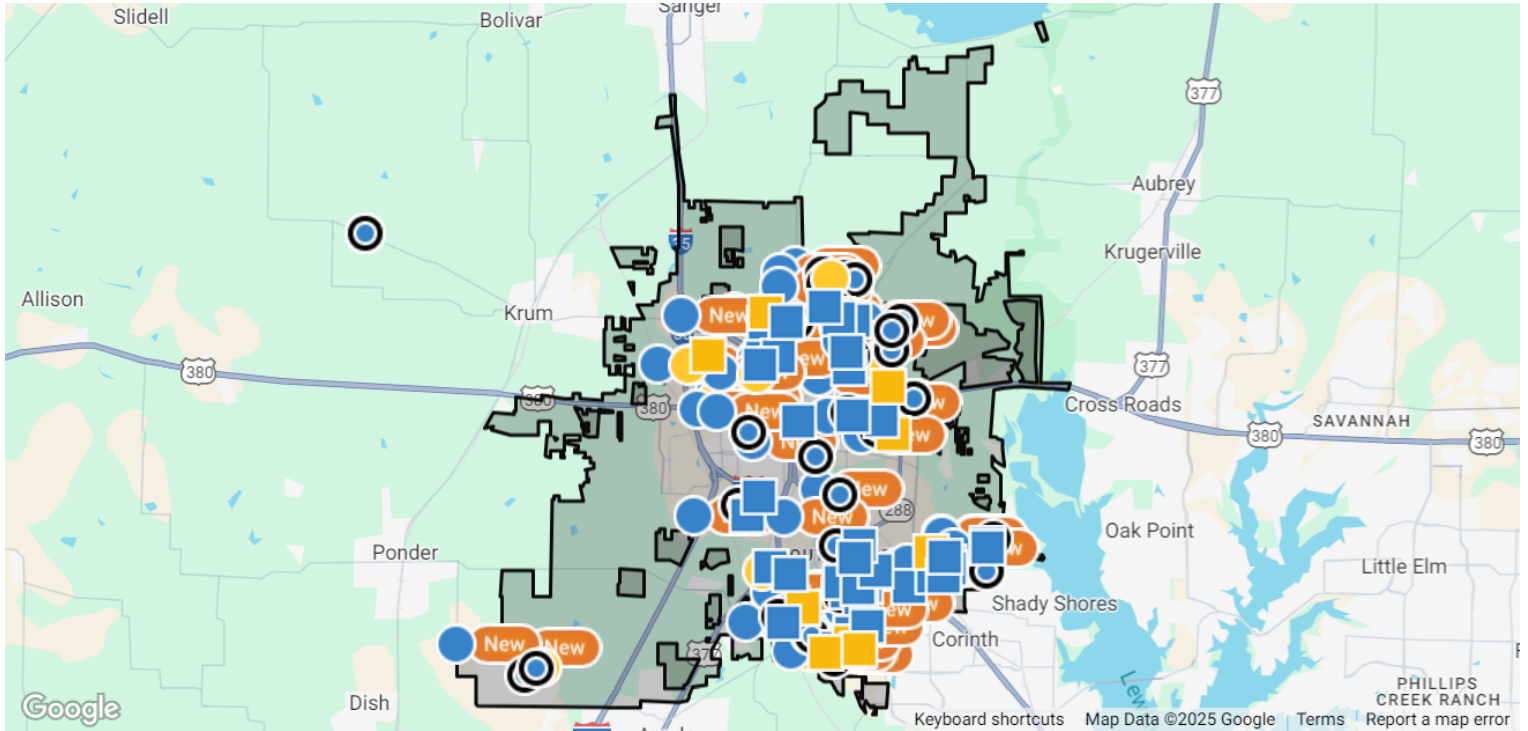 Slidell
Bolivar
Sanger
377
Aubrey
35
Krugerville
Allison
Krum
New
New
New
380
377
380
380
New
Cross Roads
SAVANNAH
380
380
New
New
New
288
New
Oak Point
Ponder
Little Elm
Shady Shores
Corinth
New
New
377
Dish
PHILLIPS
CREEK RANCH
Google
Keyboard shortcuts
Map Data ©2025 Google
Terms
Report a map error